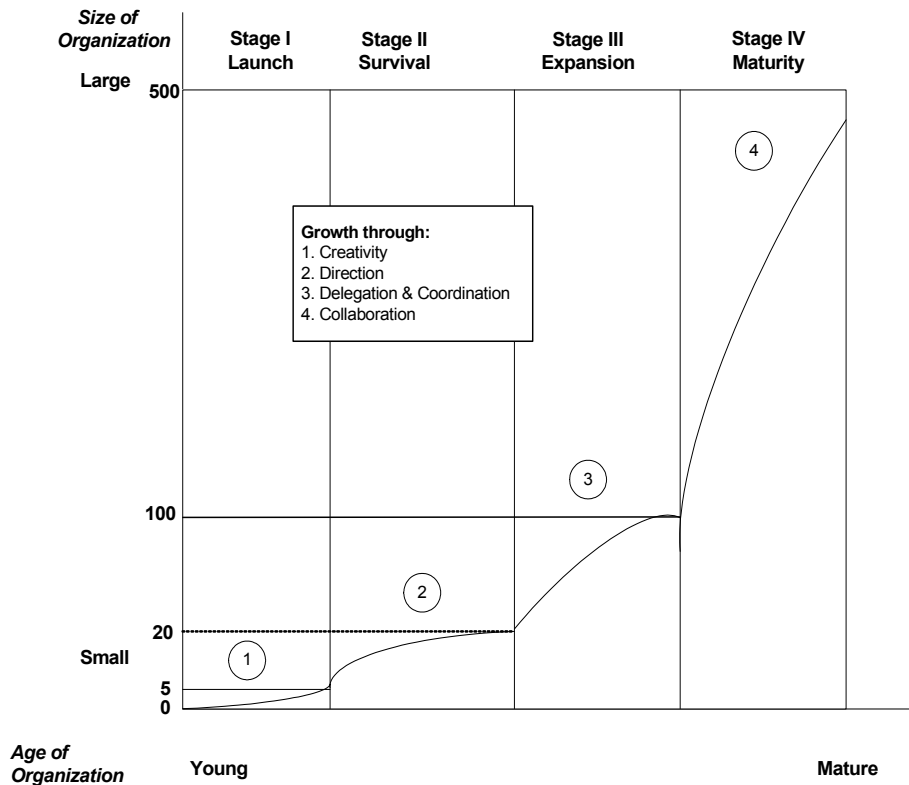 Size of
Organization
Stage I
Launch
Stage II
Survival
Stage III
Expansion
Stage IV
Maturity
Large
500
4
Growth through:
1. Creativity
2. Direction
3. Delegation & Coordination
4. Collaboration
3
100
2
20
Small
1
5
0
Age of
Organization
Young
Mature